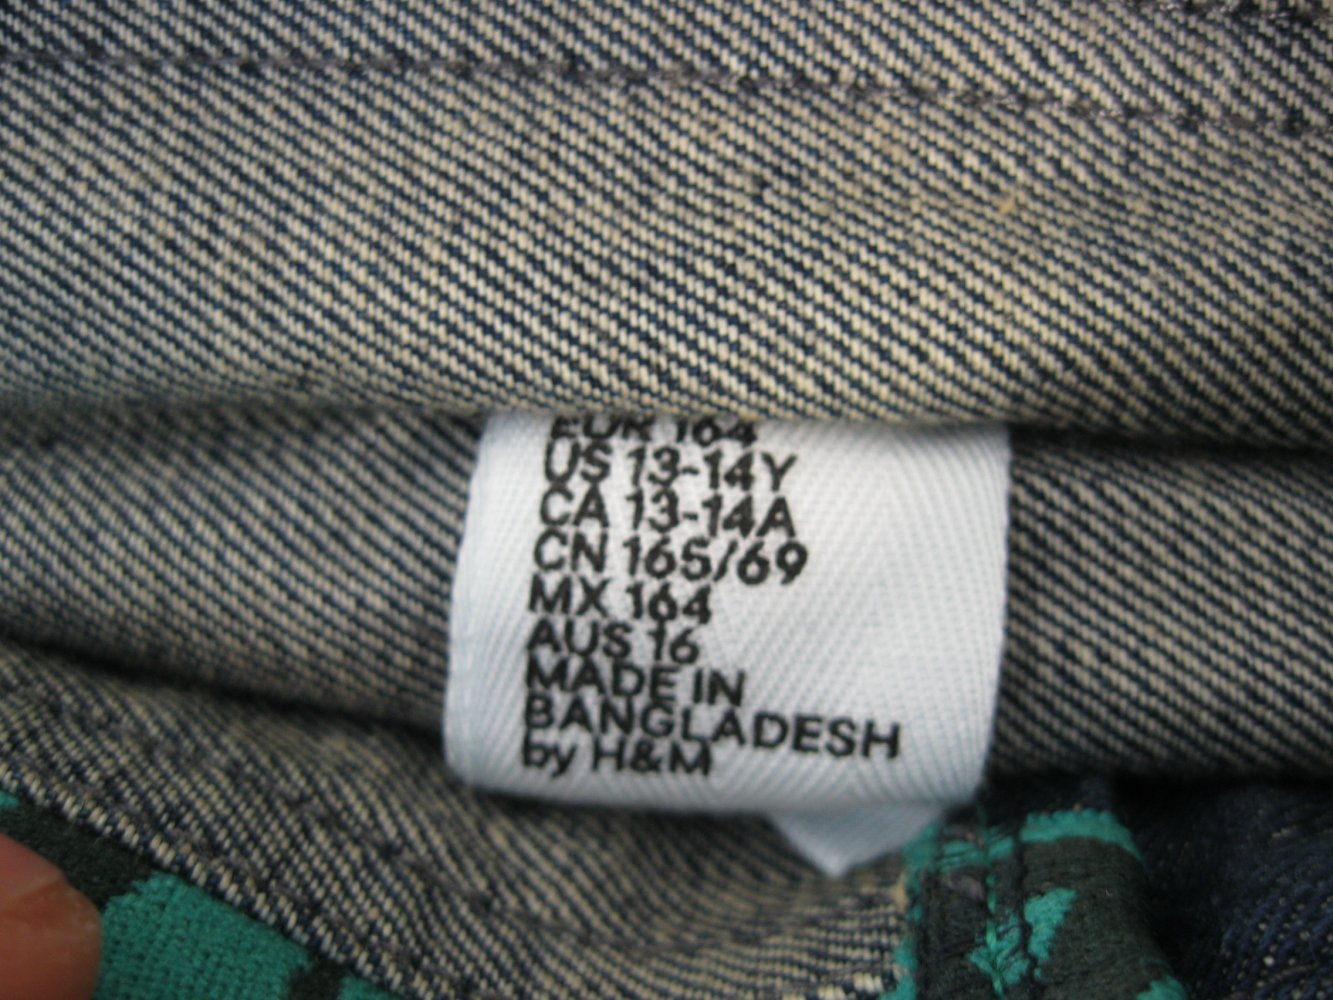 EUR 164
US 13-14Y
CA 13-14A
CN 165/69
MX 164
AUS 16
MADE IN
BANGLADESH
by H&M